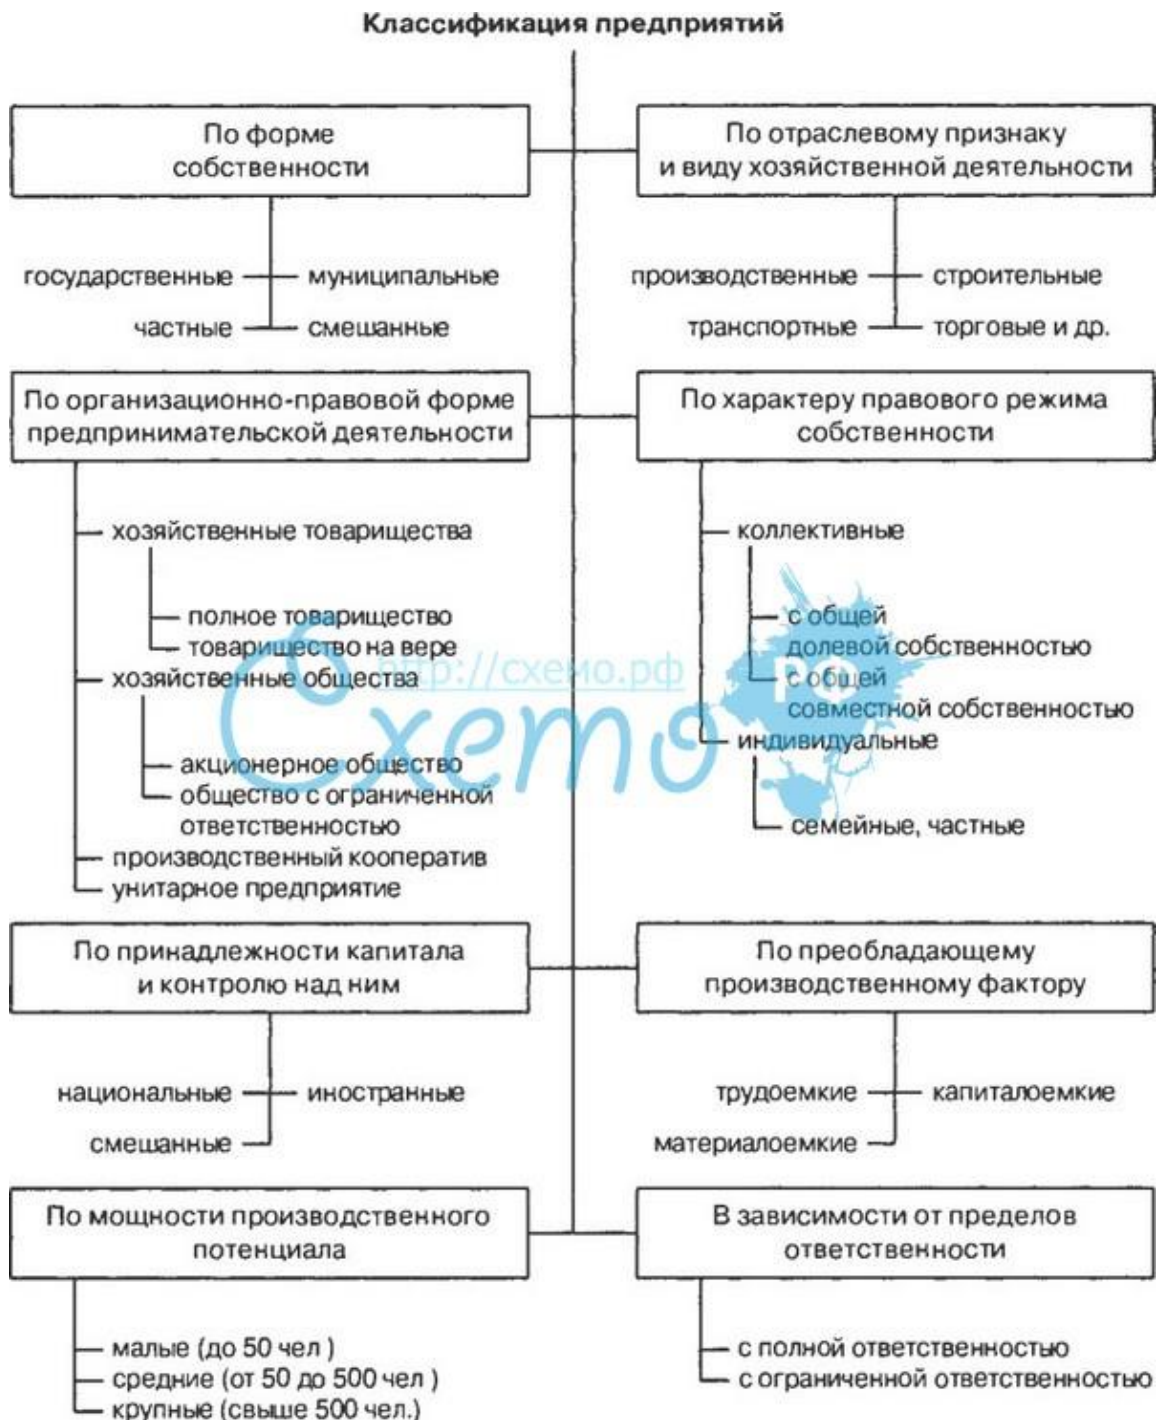 Классификация предприятий
По форме
собственности
государственные
муниципальные
частные
смешанные
По отраслевому признаку
и виду хозяйственной деятельности
производственные
строительные
транспортные
торговые и др.
По организационно-правовой форме
предпринимательской деятельности
хозяйственные товарищества
полное товарищество
товарищество на вере
хозяйственные общества
акционерное общество
общество с ограниченной
ответственностью
производственный кооператив
унитарное предприятие
По характеру правового режима
собственности
коллективные
с общей
долевой собственностью
с общей
совместной собственностью
индивидуальные
семейные, частные
http://схемо.рф
Схемо
РФ
По принадлежности капитала
и контролю над ним
национальные
иностранные
смешанные
По преобладающему
производственному фактору
трудоемкие
капиталоемкие
материалоемкие
По мощности производственного
потенциала
малые (до 50 чел )
средние (от 50 до 500 чел )
крупные (свыше 500 чел.)
В зависимости от пределов
ответственности
с полной ответственностью
с ограниченной ответственностью